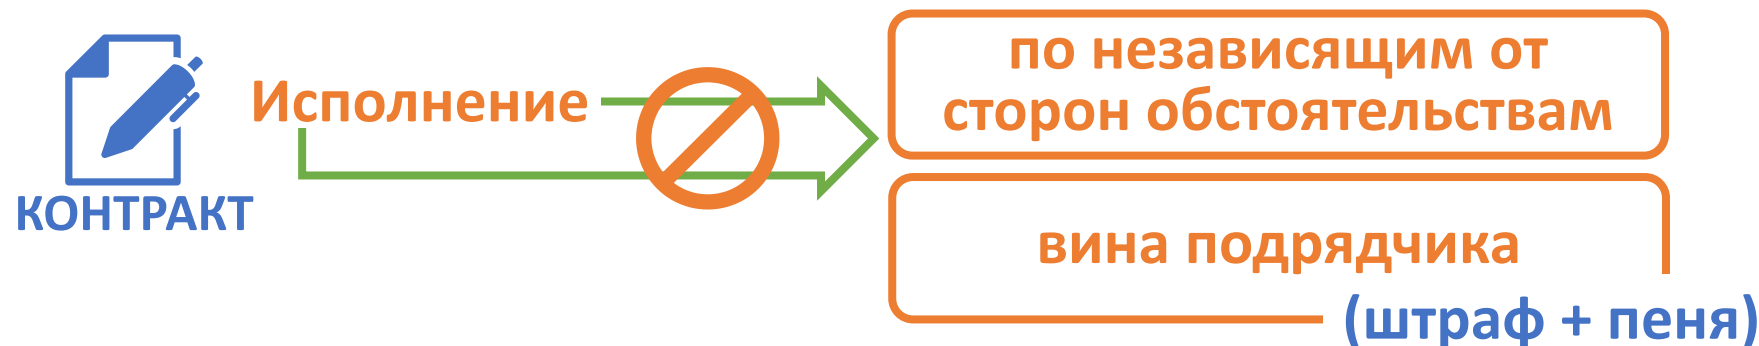 КОНТРАКТ
Исполнение
по независящим от
сторон обстоятельствам
вина подрядчика
(штраф + пеня)